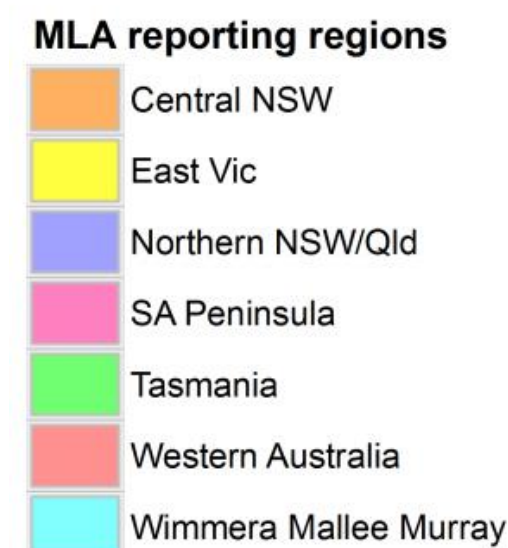 MLA reporting regions
Central NSW
East Vic
Northern NSW/Qld
SA Peninsula
Tasmania
Western Australia
Wimmera Mallee Murray